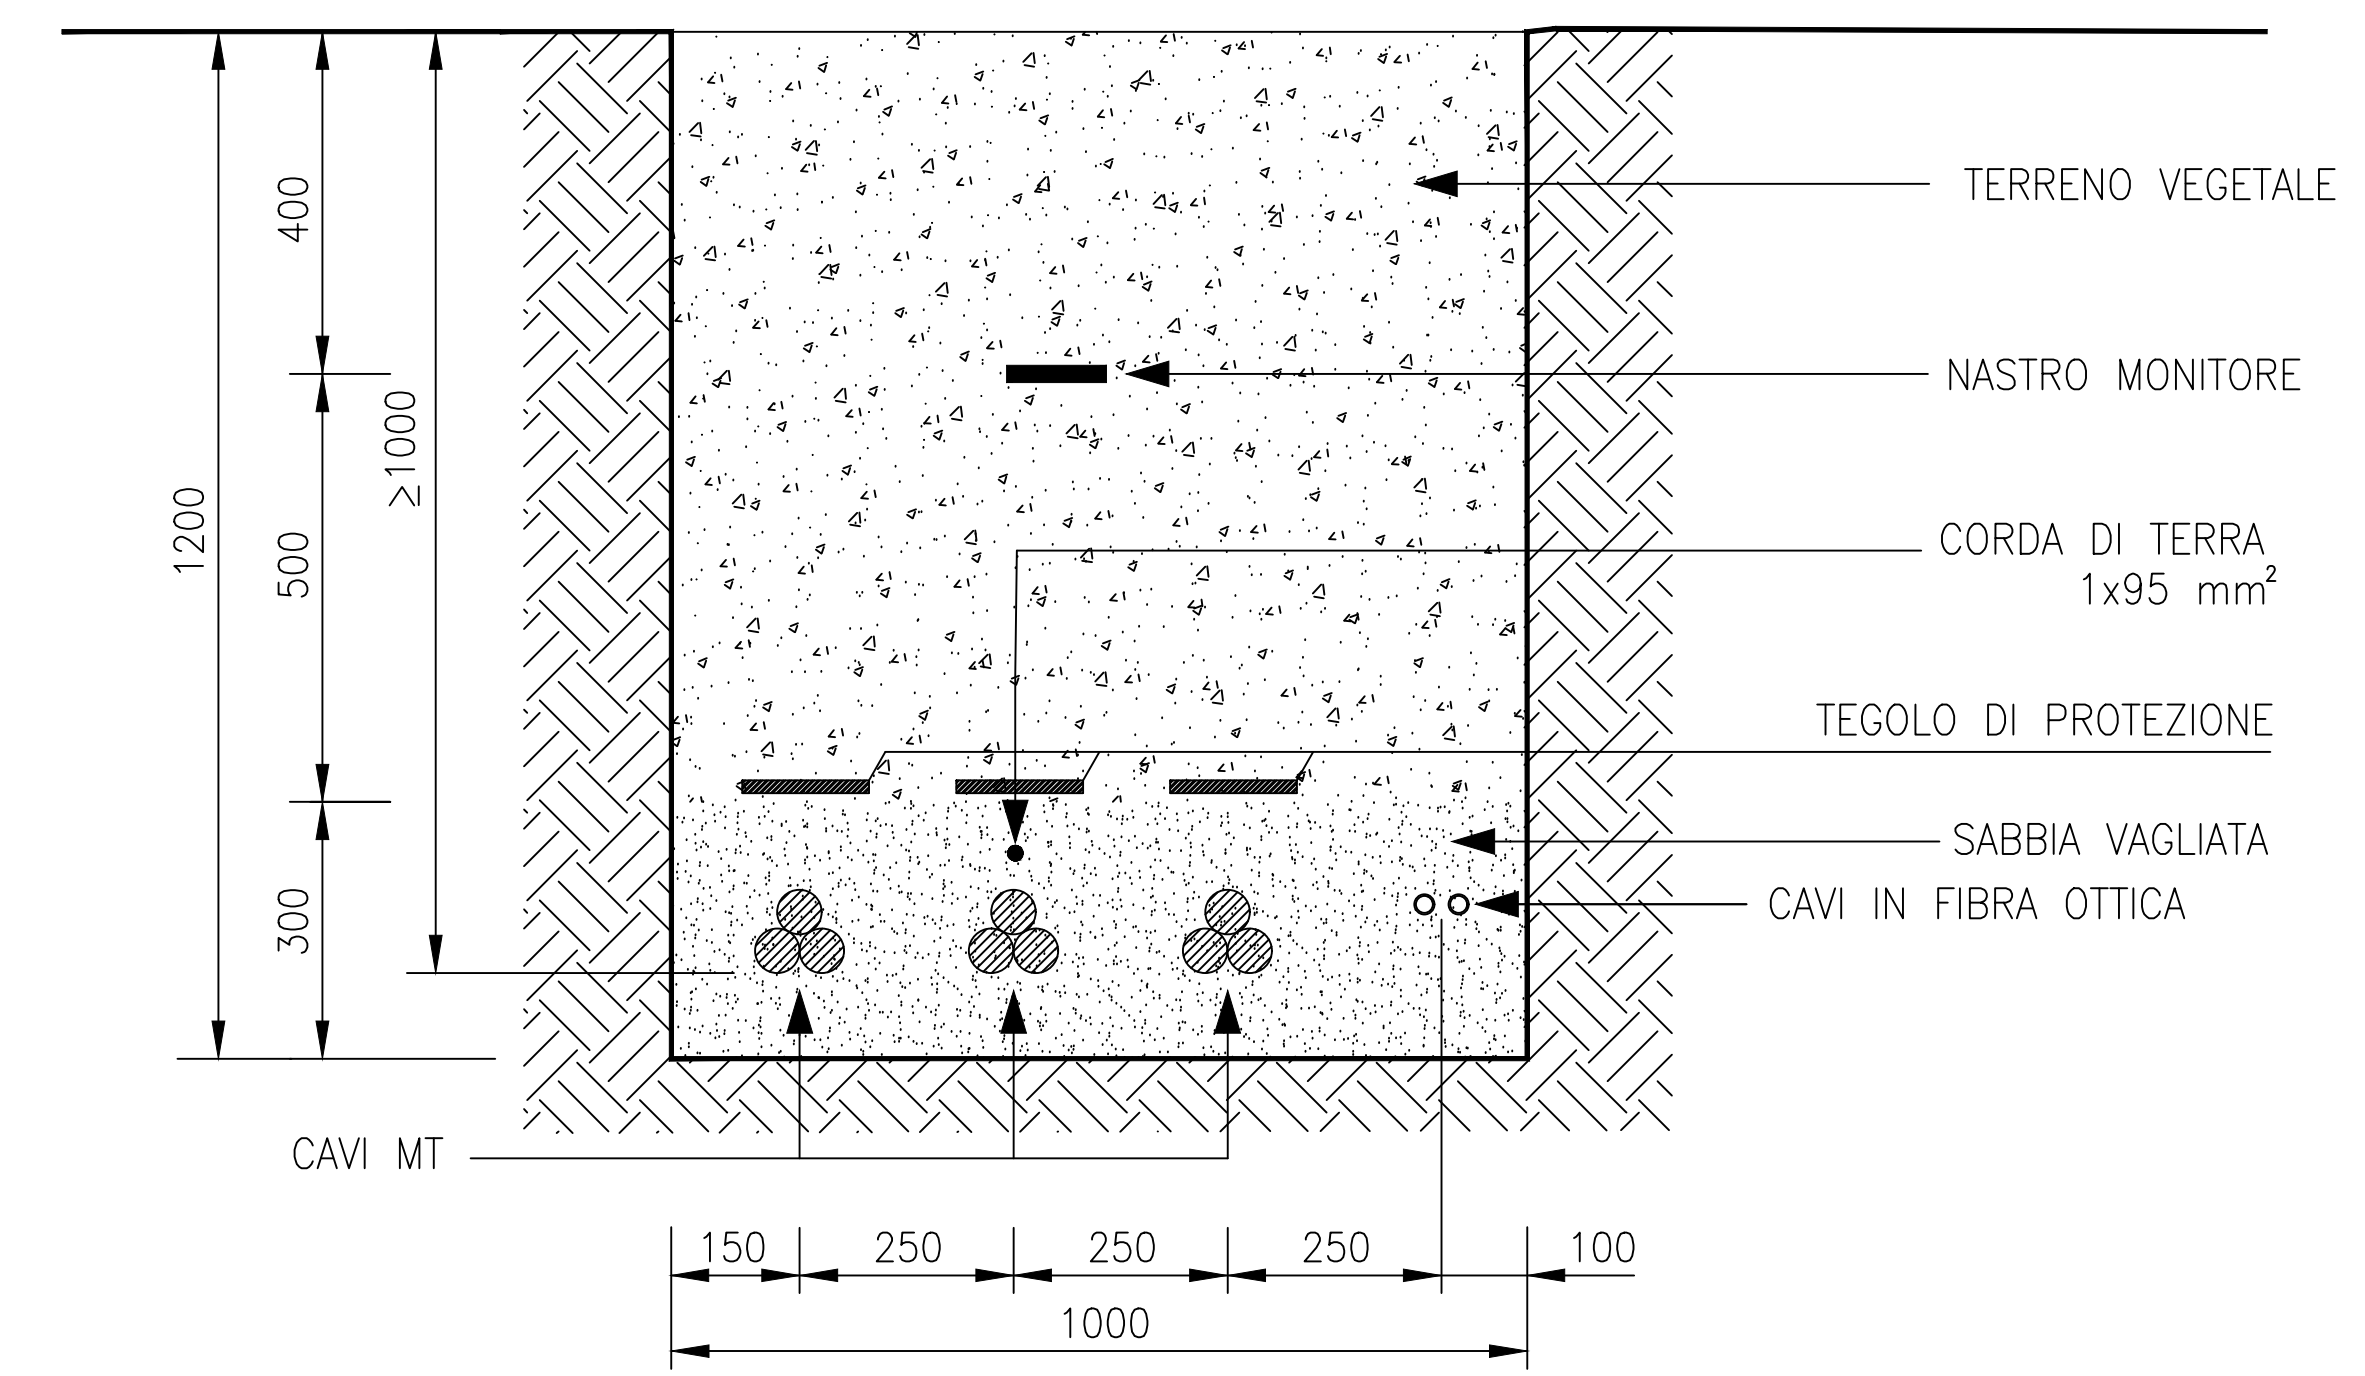 TERRENO VEGETALE
400
NASTRO MONITORE
≥1000
1200
500
CORDA DI TERRA
1x95 mm²
TEGOLO DI PROTEZIONE
SABBIA VAGLIATA
CAVI IN FIBRA OTTICA
300
CAVI MT
150 250 250 250 100
1000